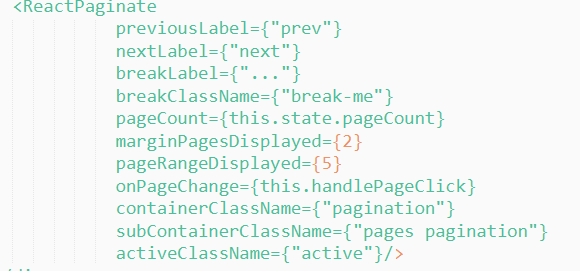 <ReactPaginate
previousLabel={"prev"}
nextLabel={"next"}
breakLabel={"..."}
breakClassName={"break-me"}
pageCount={this.state.pageCount}
marginPagesDisplayed={2}
pageRangeDisplayed={5}
onPageChange={this.handlePageClick}
containerClassName={"pagination"}
subContainerClassName={"pages pagination"}
activeClassName={"active"}/>